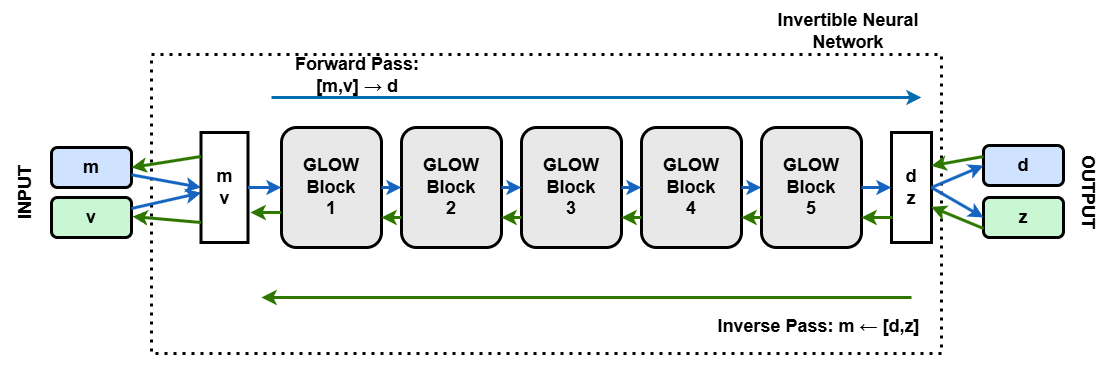 Invertible Neural
Network
Forward Pass:
[m,v] → d
INPUT
m
v
m
v
GLOW
Block
1
GLOW
Block
2
GLOW
Block
3
GLOW
Block
4
GLOW
Block
5
d
z
d
z
OUTPUT
Inverse Pass: m ← [d,z]